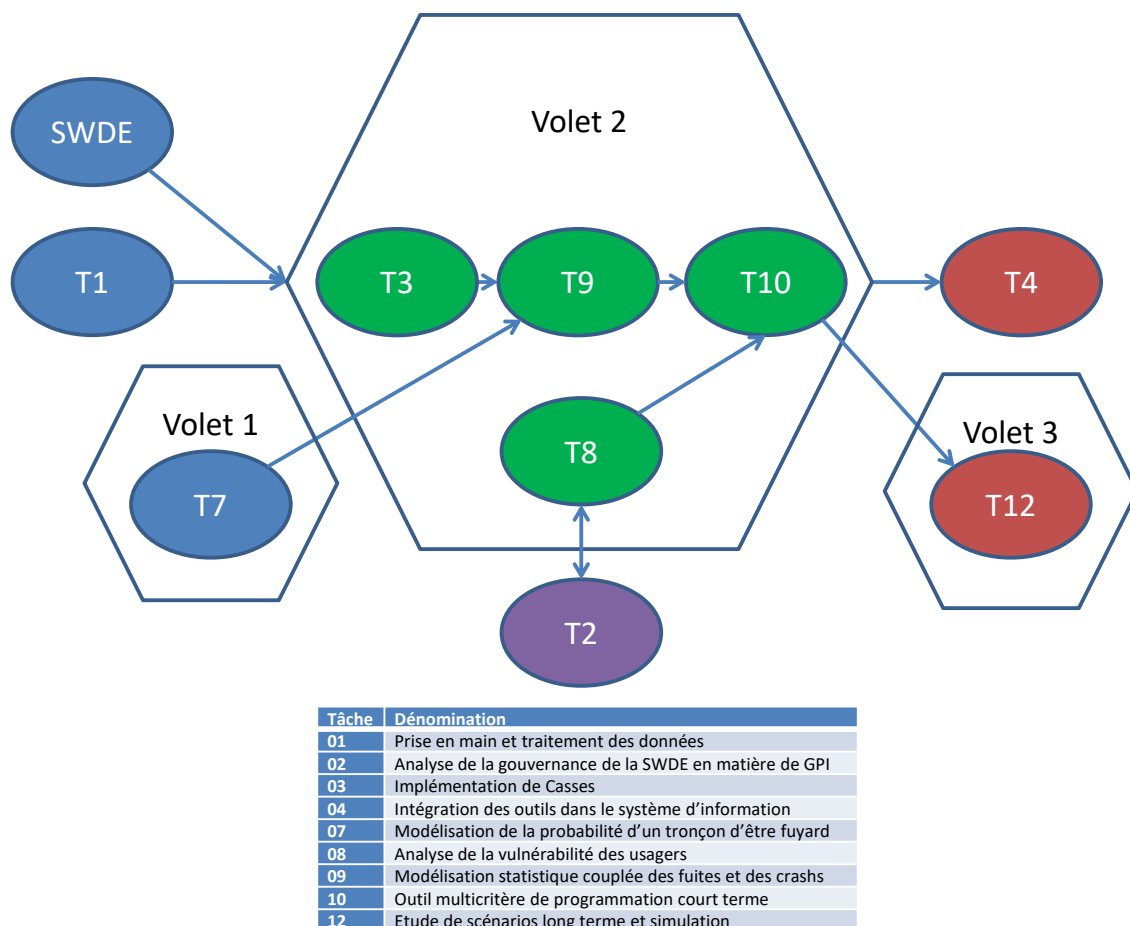 Volet 2
SWDE
T1
T3
T9
T10
T4
Volet 1
T7
T8
Volet 3
T12
T2
Tâche Dénomination
01 Prise en main et traitement des données
02 Analyse de la gouvernance de la SWDE en matière de GPI
03 Implémentation de Casses
04 Intégration des outils dans le système d'information
07 Modélisation de la probabilité d'un tronçon d'être fuyard
08 Analyse de la vulnérabilité des usagers
09 Modélisation statistique couplée des fuites et des crashs
10 Outil multicritère de programmation court terme
12 Etude de scénarios long terme et simulation